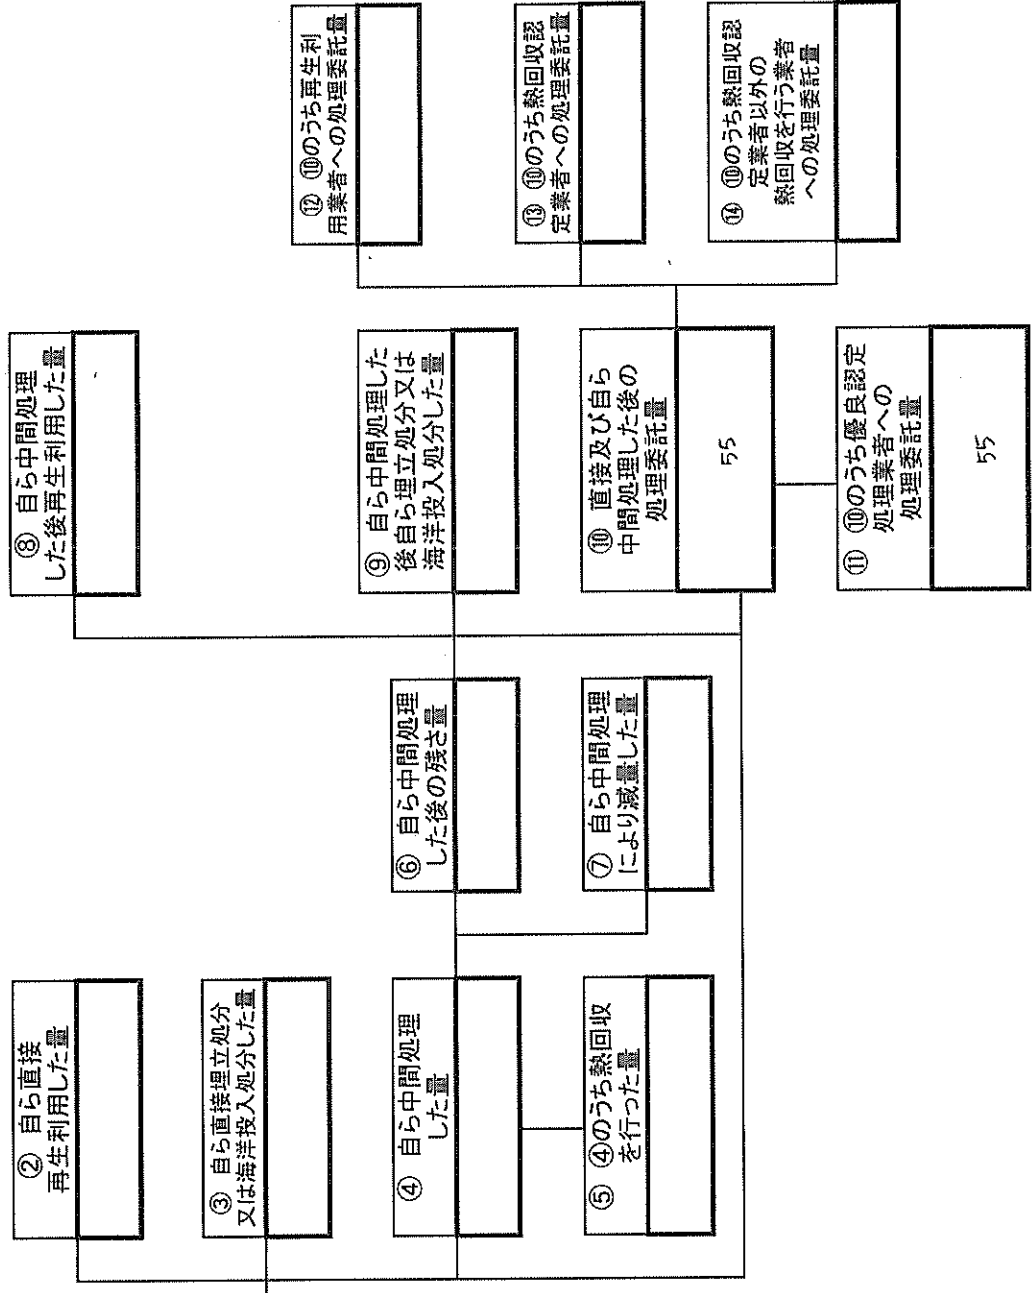 ② 自ら直接
再生利用した量
③ 自ら直接埋立処分
又は海洋投入処分した量
④ 自ら中間処理
した量
⑤ ④のうち熱回収
を行った量
⑥ 自ら中間処理
した後の残さ量
⑦ 自ら中間処理
により減量した量
⑧ 自ら中間処理
した後再生利用した量
⑨ 自ら中間処理した
後自ら埋立処分又は
海洋投入処分した量
⑩ 直接及び自ら
中間処理した後の
処理委託量
55
⑪ ⑩のうち優良認定
処理業者への
処理委託量
55
⑫ ⑩のうち再生利
用業者への処理委託量
⑬ ⑩のうち熱回収認
定業者への処理委託量
⑭ ⑩のうち熱回収認
定業者以外の
熱回収を行う業者
への処理委託量